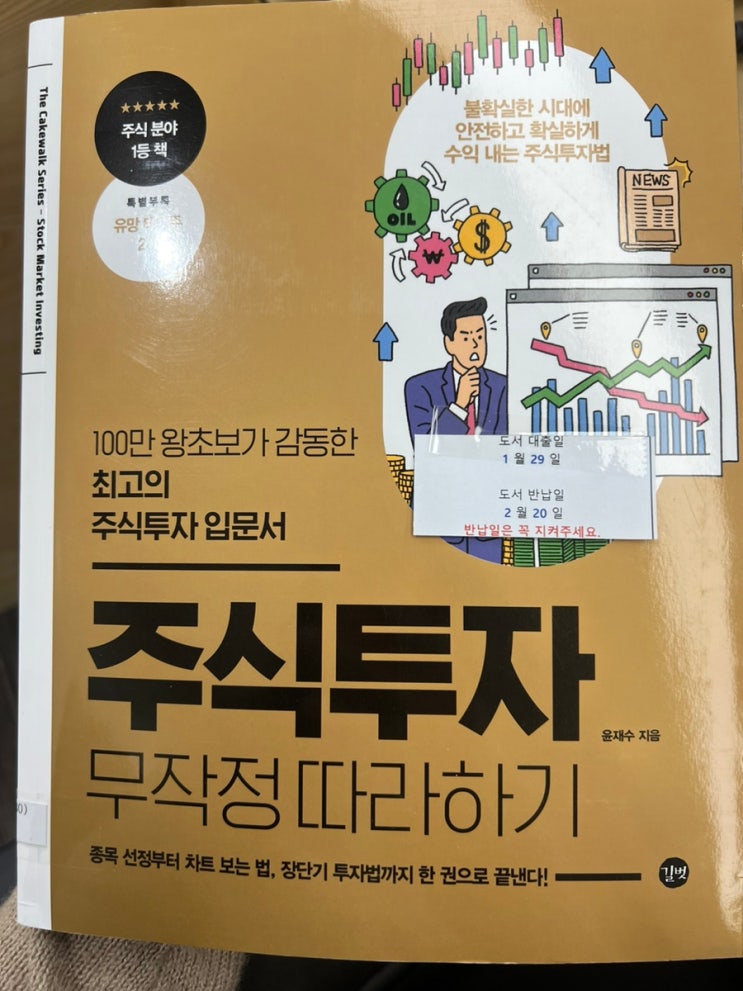 The Cakewalk Series – Stock Market Investing
★★★★★
주식 분야
1등 책
특별부록
유망
2
불확실한 시대에
안전하고 확실하게
수익 내는 주식투자법
OIL
$
₩
NEWS
100만 왕초보가 감동한
최고의
주식투자 입문서
도서 대출일
1 월 29 일
도서 반납일
2 월 20 일
반납일은 꼭 지켜주세요.
주식투자
윤재수 지음
무작정 따라하기
종목 선정부터 차트 보는 법, 장단기 투자법까지 한 권으로 끝낸다!
길벗